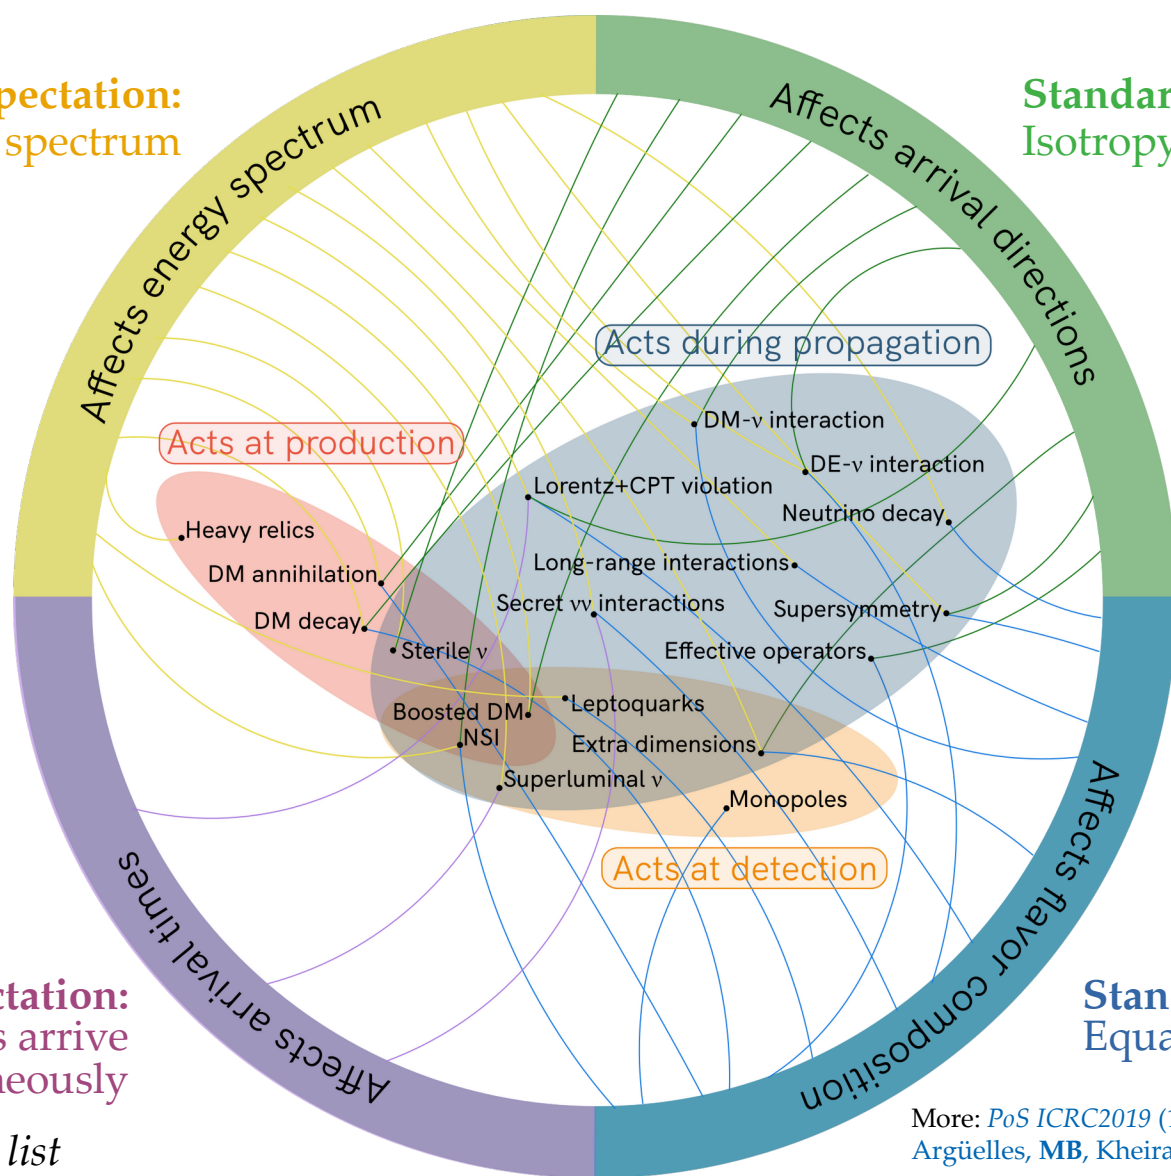 pectation:
spectrum
Standar
Isotropy
Affects energy spectrum
Affects arrival directions
Acts during propagation
DM-ν interaction
Acts at production
DE-ν interaction
Lorentz+CPT violation
Neutrino decay
Heavy relics
Long-range interactions
DM annihilation
Secret νν interactions
Supersymmetry
DM decay
Sterile ν
Effective operators
Leptoquarks
Boosted DM
NSI
Extra dimensions
Superluminal ν
Monopoles
Acts at detection
Affects arrival times
Affects flavor composition
ctation:
s arrive
neously
list
Stan
Equa
More: PoS ICRC2019 (1
Argüelles, MB, Kheira